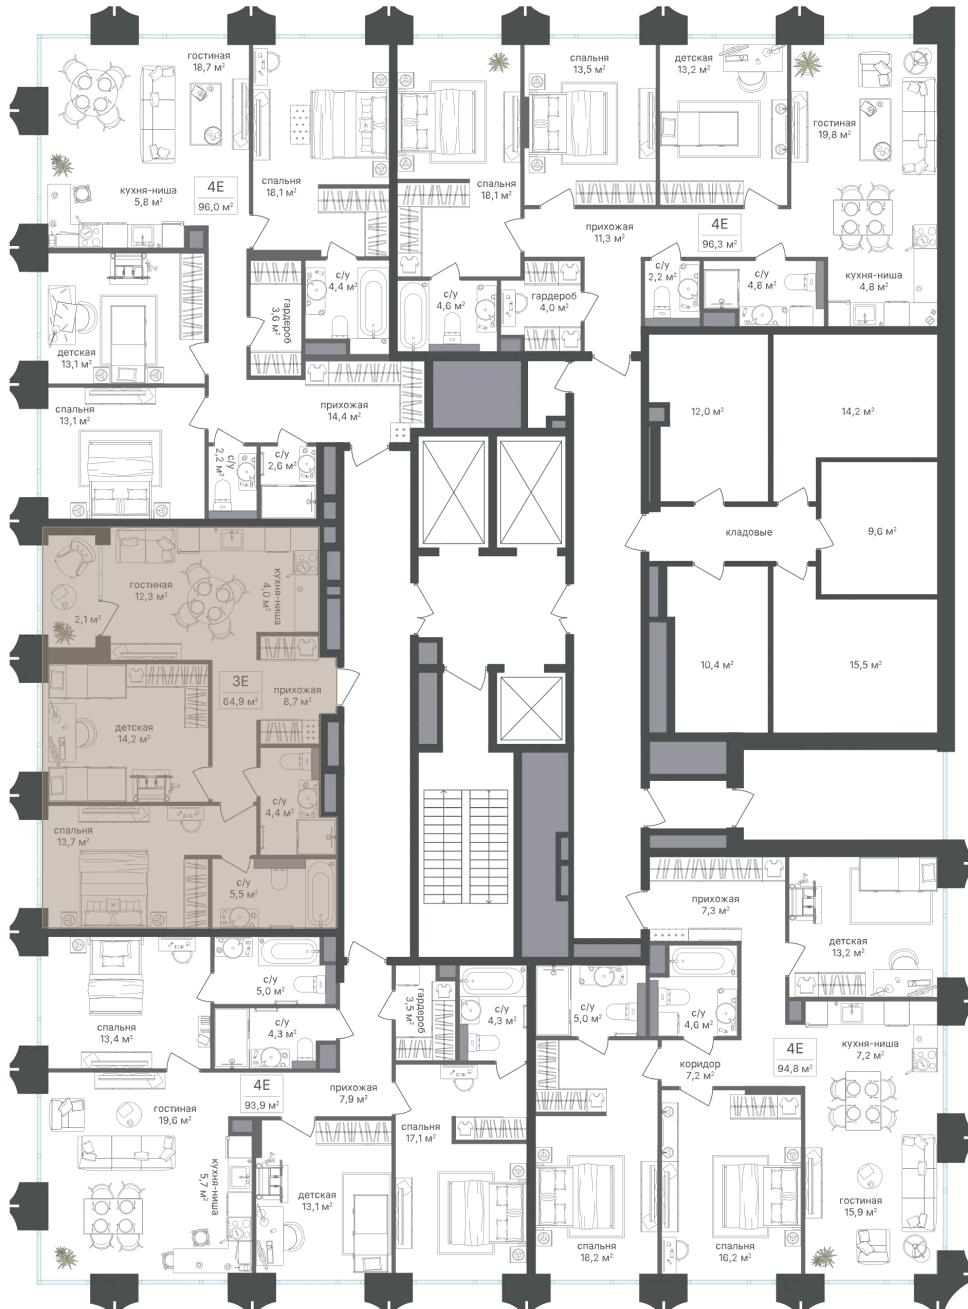 гостиная
18,7 м²
кухня-ниша
5,8 м²
4Е
96,0 м²
спальня
18,1 м²
с/у
4,4 м²
гардероб
3,6 м²
детская
13,1 м²
спальня
13,1 м²
прихожая
14,4 м²
с/у
2,2 м²
с/у
2,6 м²
спальня
18,1 м²
спальня
13,5 м²
детская
13,2 м²
гостиная
19,8 м²
прихожая
11,3 м²
4Е
96,3 м²
с/у
4,6 м²
гардероб
4,0 м²
с/у
2,2 м²
с/у
4,8 м²
кухня-ниша
4,8 м²
12,0 м²
14,2 м²
кладовые
9,6 м²
10,4 м²
15,5 м²
гостиная
12,3 м²
кухня-ниша
4,0 м²
2,1 м²
3Е
64,9 м²
прихожая
8,7 м²
детская
14,2 м²
с/у
4,4 м²
спальня
13,7 м²
с/у
5,5 м²
с/у
5,0 м²
спальня
13,4 м²
с/у
4,3 м²
гардероб
3,5 м²
с/у
4,3 м²
4Е
93,9 м²
прихожая
7,9 м²
гостиная
19,6 м²
кухня-ниша
5,7 м²
детская
13,1 м²
спальня
17,1 м²
прихожая
7,3 м²
детская
13,2 м²
с/у
5,0 м²
с/у
4,6 м²
коридор
7,2 м²
4Е
94,8 м²
кухня-ниша
7,2 м²
гостиная
15,9 м²
спальня
18,2 м²
спальня
16,2 м²